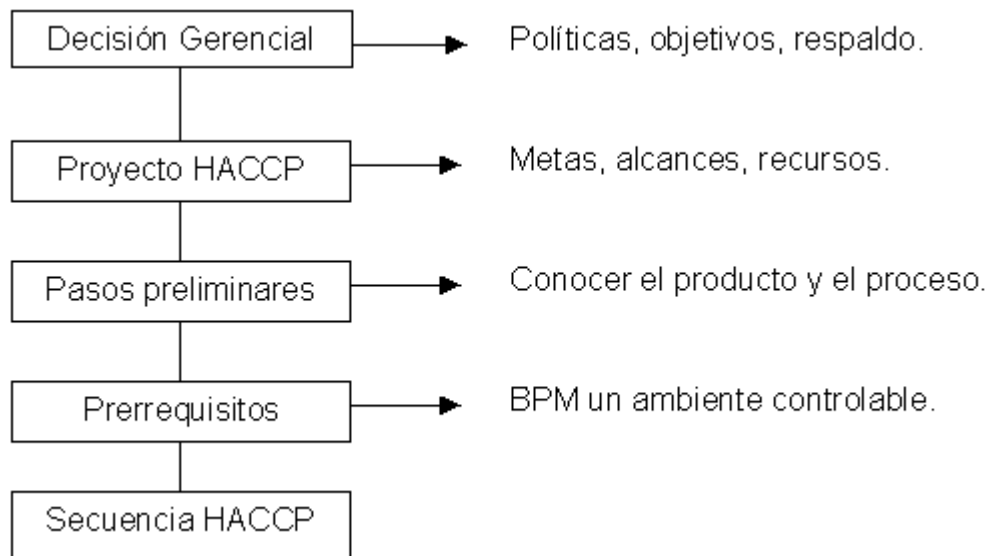 Decisión Gerencial
Políticas, objetivos, respaldo.
Proyecto HACCP
Metas, alcances, recursos.
Pasos preliminares
Conocer el producto y el proceso.
Prerrequisitos
BPM un ambiente controlable.
Secuencia HACCP